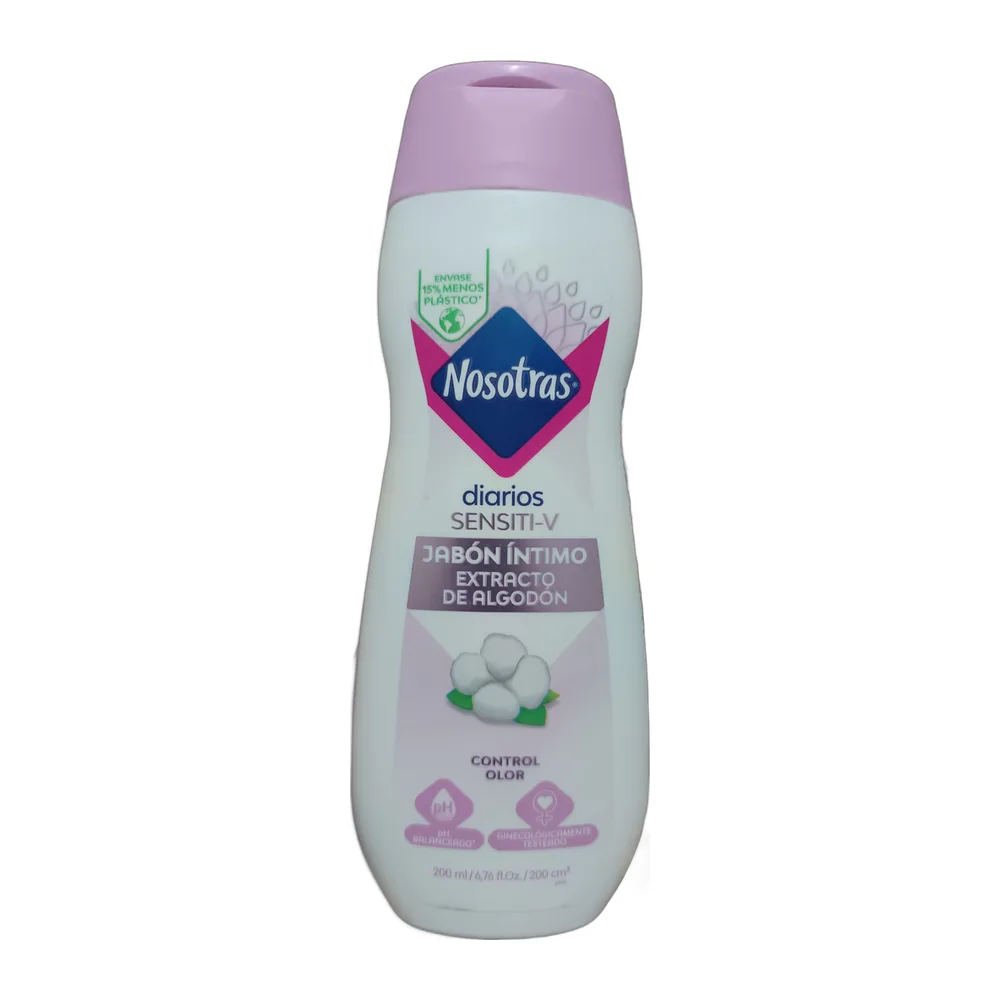 ENVASE
15% MENOS
PLÁSTICO*
Nosotras®
diarios
SENSITI-V
JABÓN ÍNTIMO
EXTRACTO
DE ALGODÓN
CONTROL
OLOR
pH
pH
BALANCEADO*
GINECOLÓGICAMENTE
TESTEADO
200 ml / 6,76 fl.Oz. / 200 cm³